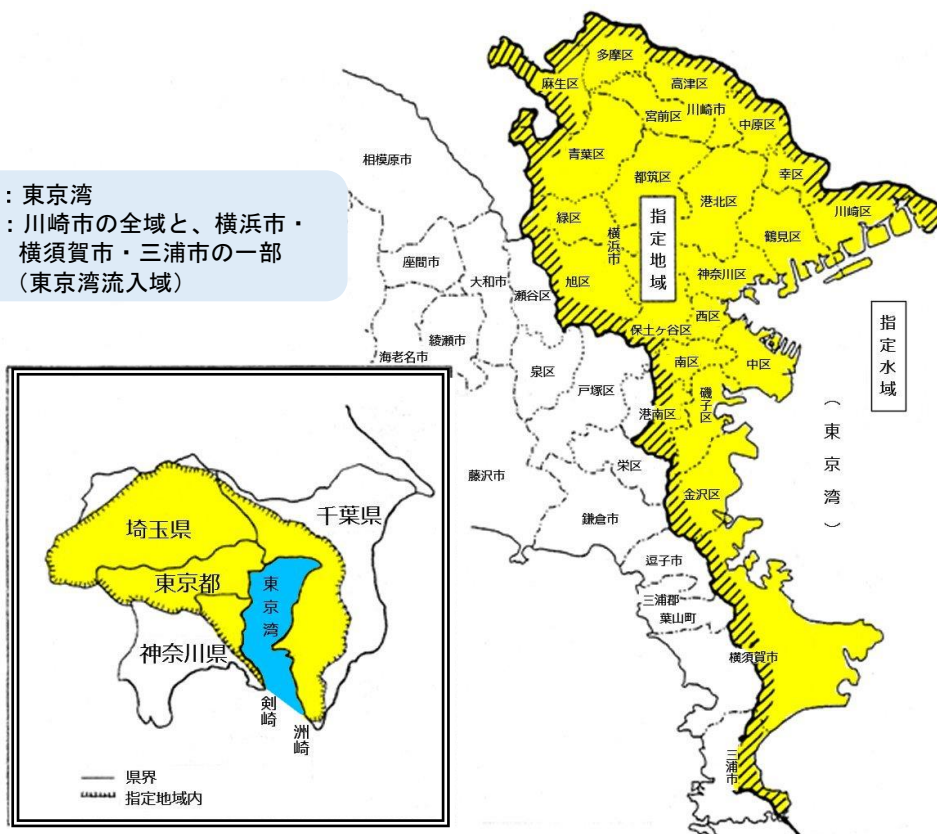 ：東京湾
：川崎市の全域と、横浜市・
横須賀市・三浦市の一部
（東京湾流入域）
多摩区
麻生区
高津区
宮前区
川崎市
中原区
相模原市
青葉区
都筑区
幸区
港北区
川崎区
緑区
横浜市
指定地域
鶴見区
座間市
大和市
瀬谷区
旭区
神奈川区
綾瀬市
西区
保土ヶ谷区
指定水域
海老名市
泉区
南区
中区
戸塚区
磯子区
港南区
（東京湾）
藤沢市
栄区
金沢区
鎌倉市
逗子市
三浦郡
葉山町
横須賀市
三浦市
千葉県
埼玉県
東京都
東京湾
神奈川県
剣崎
洲崎
県界
指定地域内